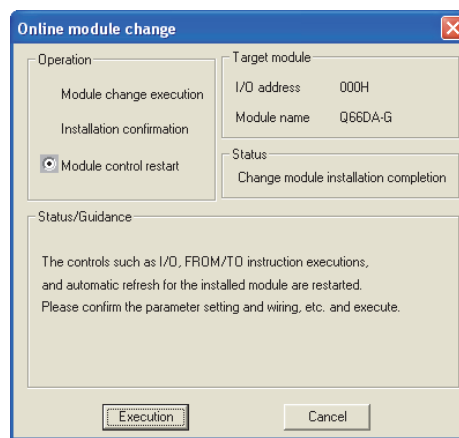 Online module change
Operation
Module change execution
Installation confirmation
Module control restart
Target module
I/O address 000H
Module name Q66DA-G
Status
Change module installation completion
Status/Guidance
The controls such as I/O, FROM/TO instruction executions,
and automatic refresh for the installed module are restarted.
Please confirm the parameter setting and wiring, etc. and execute.
Execution
Cancel